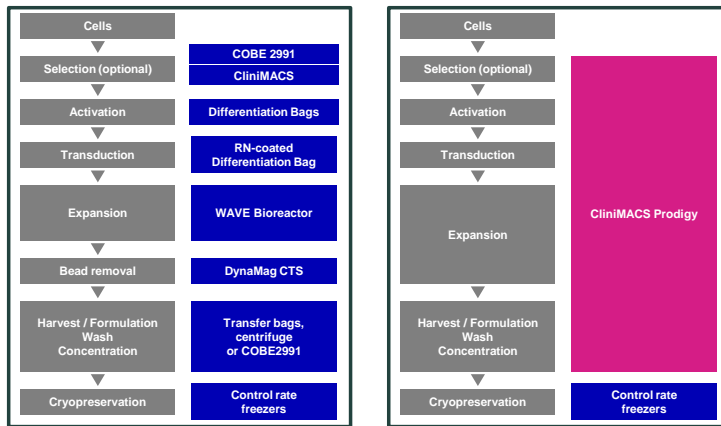 Cells
COBE 2991
Selection (optional)
CliniMACS
Activation
Differentiation Bags
Transduction
RN-coated
Differentiation Bag
Expansion
WAVE Bioreactor
Bead removal
DynaMag CTS
Harvest / Formulation
Wash
Concentration
Transfer bags,
centrifuge
or COBE2991
Cryopreservation
Control rate
freezers
Cells
Selection (optional)
Activation
Transduction
Expansion
CliniMACS Prodigy
Harvest / Formulation
Wash
Concentration
Cryopreservation
Control rate
freezers